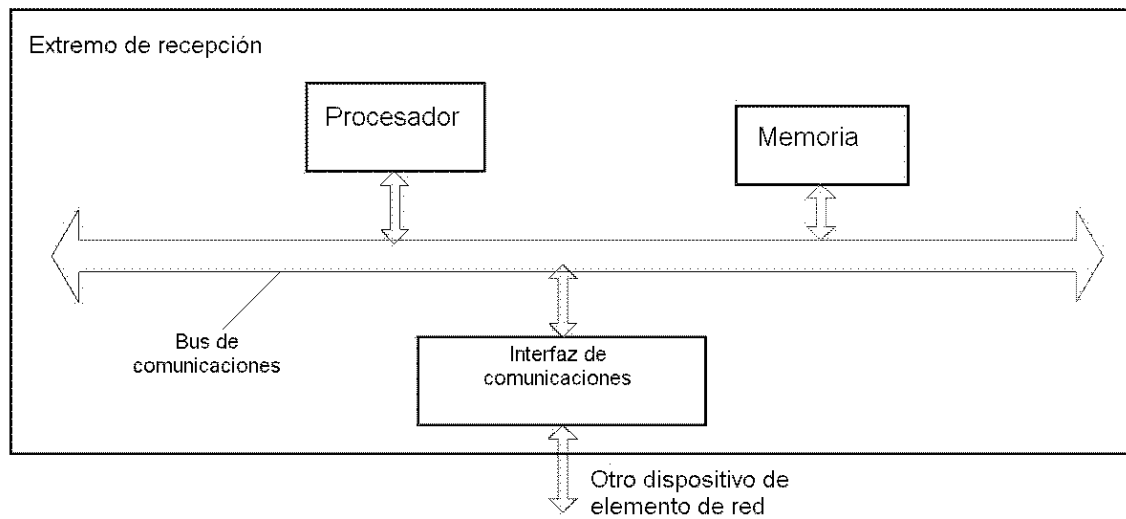 Extremo de recepción
Procesador
Memoria
Bus de
comunicaciones
Interfaz de
comunicaciones
Otro dispositivo de
elemento de red